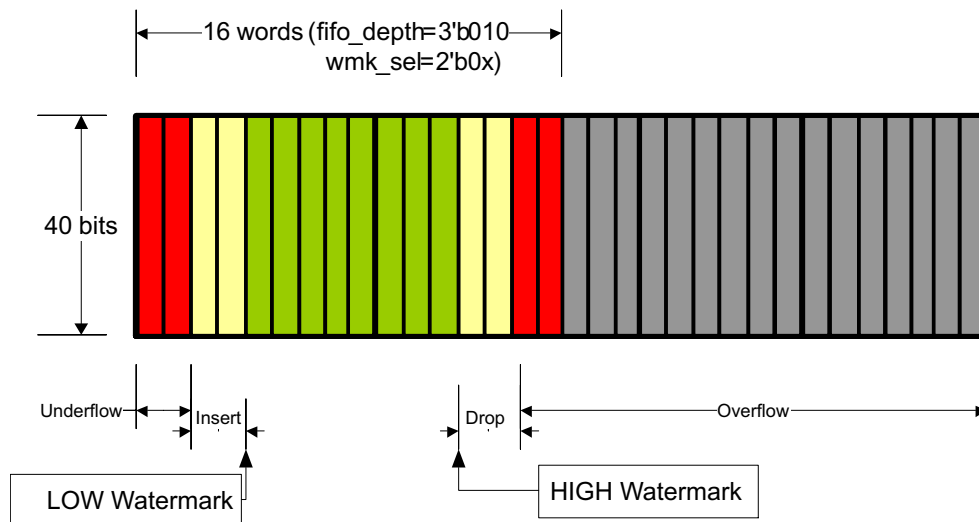 16 words (fifo_depth=3'b010
wmk_sel=2'b0x)
40 bits
Underflow
Insert
Drop
Overflow
LOW Watermark
HIGH Watermark